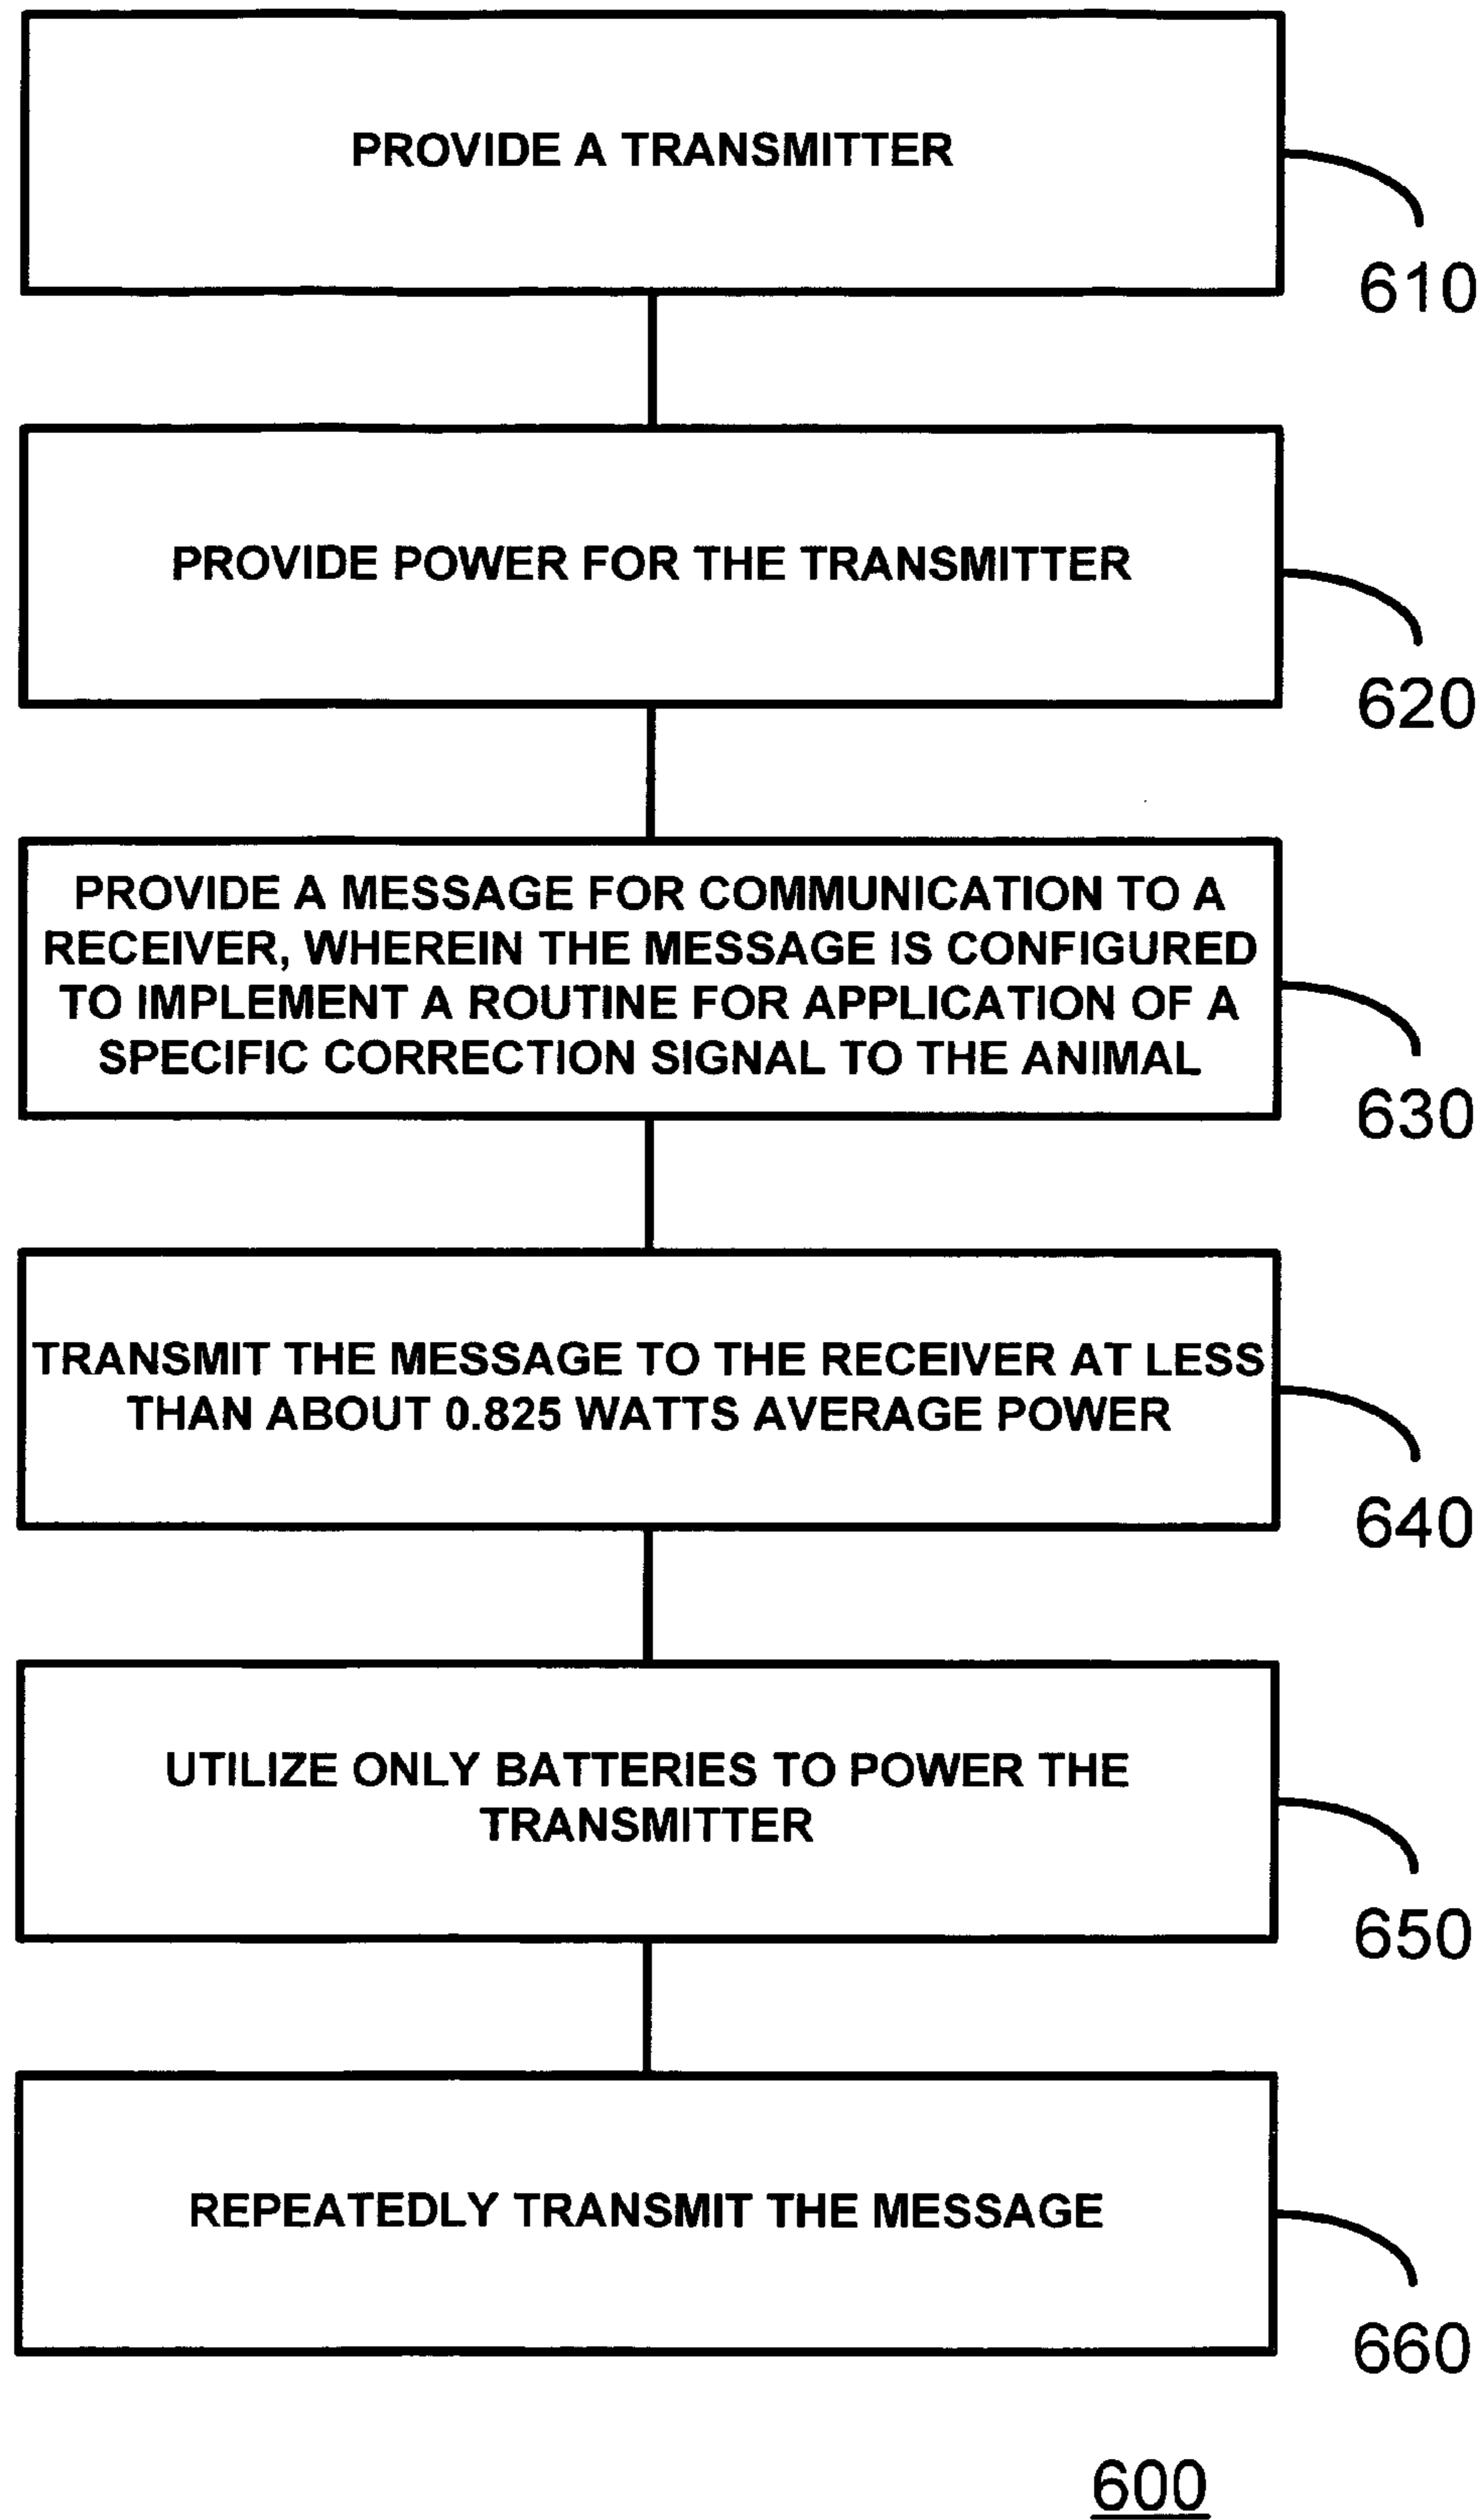 PROVIDE A TRANSMITTER
610
PROVIDE POWER FOR THE TRANSMITTER
620
PROVIDE A MESSAGE FOR COMMUNICATION TO A
RECEIVER, WHEREIN THE MESSAGE IS CONFIGURED
TO IMPLEMENT A ROUTINE FOR APPLICATION OF A
SPECIFIC CORRECTION SIGNAL TO THE ANIMAL
630
TRANSMIT THE MESSAGE TO THE RECEIVER AT LESS
THAN ABOUT 0.825 WATTS AVERAGE POWER
640
UTILIZE ONLY BATTERIES TO POWER THE
TRANSMITTER
650
REPEATEDLY TRANSMIT THE MESSAGE
660
600